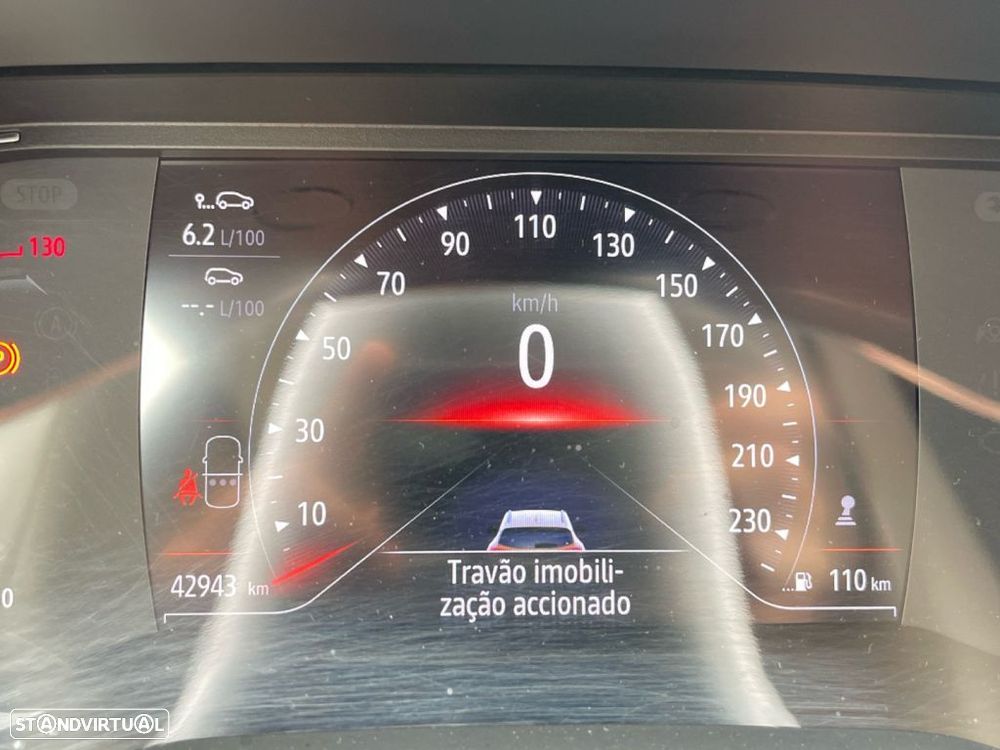 STOP
6.2 L/100
130
--.- L/100
10
30
50
70
90
110
130
150
170
190
210
230
km/h
0
42943 km
Travão imobili-
zação accionado
110 km
0
STANDVIRTUAL